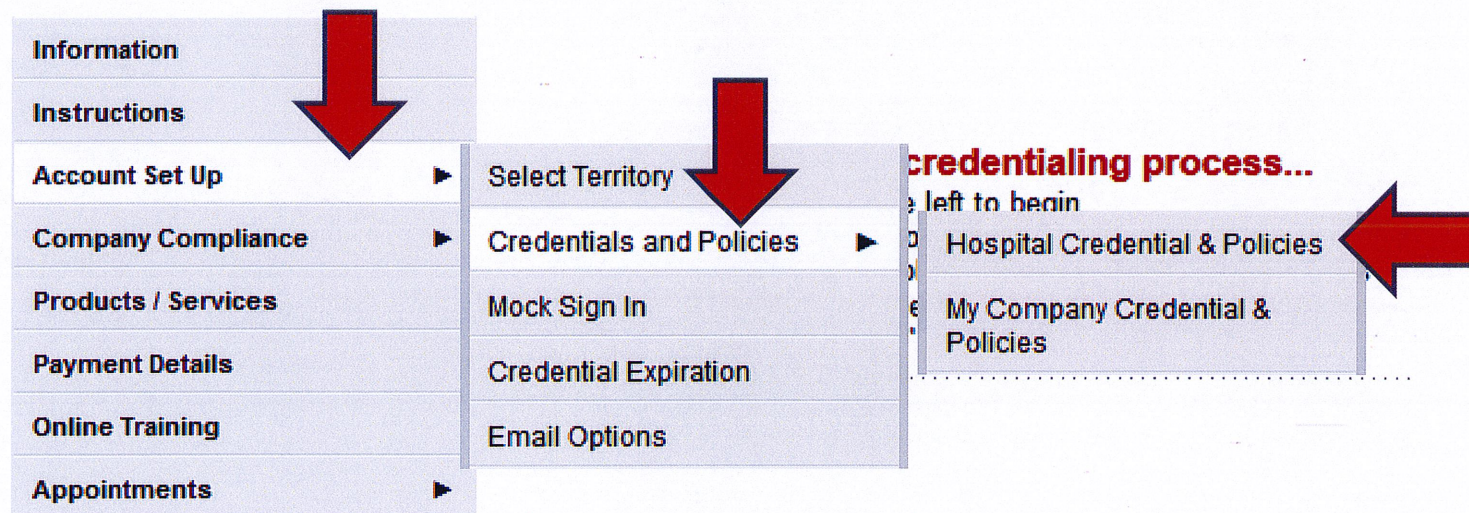 Information
Instructions
Account Set Up
Company Compliance
Products / Services
Payment Details
Online Training
Appointments
Select Territory
Credentials and Policies
Mock Sign In
Credential Expiration
Email Options
credentialing process...
left to begin
Hospital Credential & Policies
My Company Credential &
Policies